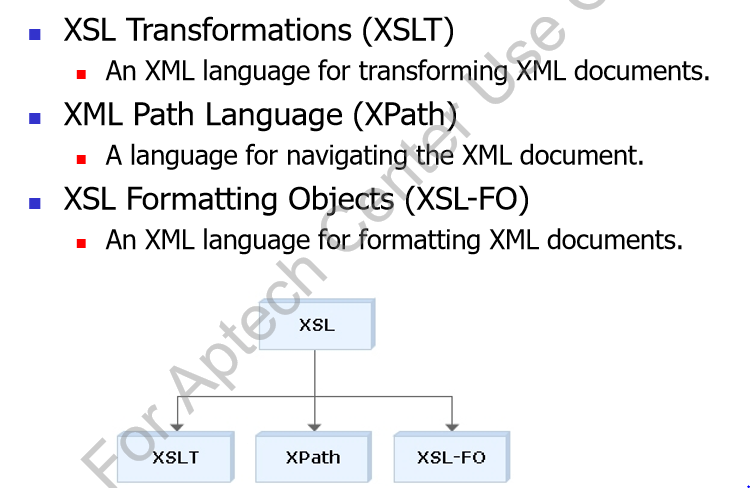 XSL Transformations (XSLT)
An XML language for transforming XML documents.
XML Path Language (XPath)
A language for navigating the XML document.
XSL Formatting Objects (XSL-FO)
An XML language for formatting XML documents.
For Aptech Center Use
XSL
XSLT
XPath
XSL-FO